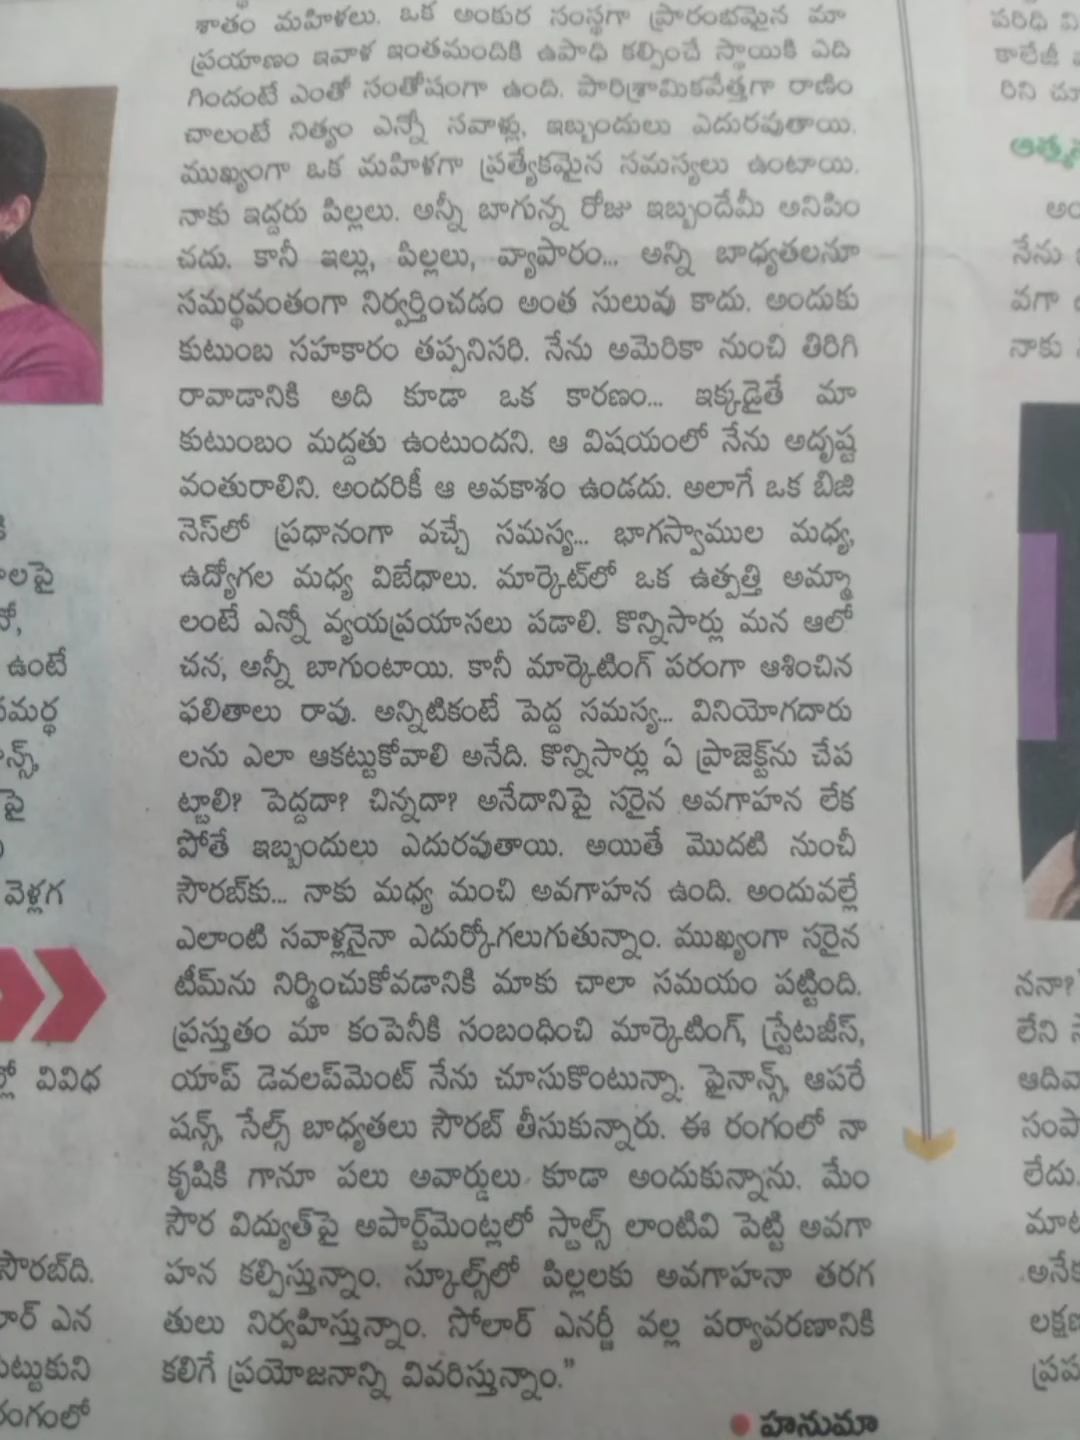 శాతం మహిళలు. ఒక అంకుర సంస్థగా ప్రారంభమైన మా
ప్రయాణం ఇవాళ ఇంతమందికి ఉపాధి కల్పించే స్థాయికి ఎది
గిందంటే ఎంతో సంతోషంగా ఉంది. పారిశ్రామికవేత్తగా రాణిం
చాలంటే నిత్యం ఎన్నో సవాళ్లు, ఇబ్బందులు ఎదురవుతాయి.
ముఖ్యంగా ఒక మహిళగా ప్రత్యేకమైన సమస్యలు ఉంటాయి.
నాకు ఇద్దరు పిల్లలు. అన్నీ బాగున్న రోజు ఇబ్బందేమీ అనిపిం
చదు. కానీ ఇల్లు, పిల్లలు, వ్యాపారం... అన్ని బాధ్యతలనూ
సమర్థవంతంగా నిర్వర్తించడం అంత సులువు కాదు. అందుకు
కుటుంబ సహకారం తప్పనిసరి. నేను అమెరికా నుంచి తిరిగి
రావాడానికి అది కూడా ఒక కారణం... ఇక్కడైతే మా
కుటుంబం మద్దతు ఉంటుందని. ఆ విషయంలో నేను అదృష్ట
వంతురాలిని. అందరికీ ఆ అవకాశం ఉండదు. అలాగే ఒక బిజి
నెస్‌లో ప్రధానంగా వచ్చే సమస్య... భాగస్వాముల మధ్య,
ఉద్యోగల మధ్య విబేధాలు. మార్కెట్‌లో ఒక ఉత్పత్తి అమ్మా
లంటే ఎన్నో వ్యయప్రయాసలు పడాలి. కొన్నిసార్లు మన ఆలో
చన, అన్నీ బాగుంటాయి. కానీ మార్కెటింగ్ పరంగా ఆశించిన
ఫలితాలు రావు. అన్నిటికంటే పెద్ద సమస్య... వినియోగదారు
లను ఎలా ఆకట్టుకోవాలి అనేది. కొన్నిసార్లు ఏ ప్రాజెక్ట్‌ను చేప
ట్టాలి? పెద్దదా? చిన్నదా? అనేదానిపై సరైన అవగాహన లేక
పోతే ఇబ్బందులు ఎదురవుతాయి. అయితే మొదటి నుంచీ
సౌరబ్‌కు... నాకు మధ్య మంచి అవగాహన ఉంది. అందువల్లే
ఎలాంటి సవాళ్లనైనా ఎదుర్కోగలుగుతున్నాం. ముఖ్యంగా సరైన
టీమ్‌ను నిర్మించుకోవడానికి మాకు చాలా సమయం పట్టింది.
ప్రస్తుతం మా కంపెనీకి సంబంధించి మార్కెటింగ్, స్ట్రేటజీస్,
యాప్ డెవలప్‌మెంట్ నేను చూసుకొంటున్నా. ఫైనాన్స్, ఆపరే
షన్స్, సేల్స్ బాధ్యతలు సౌరబ్ తీసుకున్నారు. ఈ రంగంలో నా
కృషికి గానూ పలు అవార్డులు కూడా అందుకున్నాను. మేం
సౌర విద్యుత్‌పై అపార్ట్‌మెంట్లలో స్టాల్స్ లాంటివి పెట్టి అవగా
హన కల్పిస్తున్నాం. స్కూల్స్‌లో పిల్లలకు అవగాహనా తరగ
తులు నిర్వహిస్తున్నాం. సోలార్ ఎనర్జీ వల్ల పర్యావరణానికి
కలిగే ప్రయోజనాన్ని వివరిస్తున్నాం.”
హనుమా
ఉంటే
వెళ్లగ
వివిధ
సౌరబ్‌ది.
రంగంలో
పరిధి
కాలేజీ
నేను
నాకు
ననా?
లేని
లేదు.